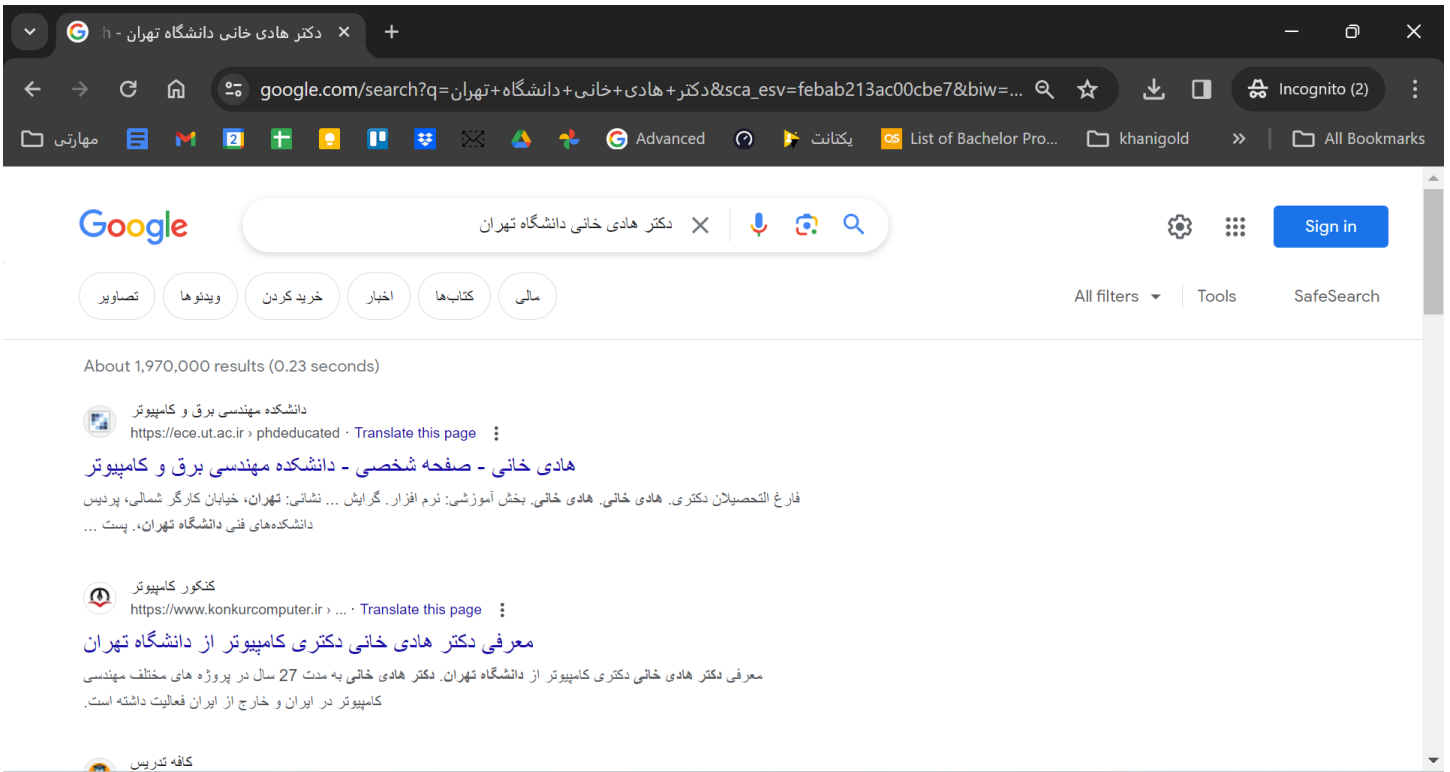 دکتر هادی خانی دانشگاه تهران - h
google.com/search?q=دکتر+هادی+خانی+دانشگاه+تهران&sca_esv=febab213ac00cbe7&biw=...
Incognito (2)
مهارتی
Advanced
یکتانت
List of Bachelor Pro...
khanigold
All Bookmarks
Google
دکتر هادی خانی دانشگاه تهران
Sign in
تصاویر
ویدئوها
خرید کردن
اخبار
کتاب‌ها
مالی
All filters
Tools
SafeSearch
About 1,970,000 results (0.23 seconds)
دانشکده مهندسی برق و کامپیوتر
https://ece.ut.ac.ir › phdeducated · Translate this page
هادی خانی - صفحه شخصی - دانشکده مهندسی برق و کامپیوتر
فارغ التحصیلان دکتری. هادی خانی. هادی خانی. بخش آموزشی: نرم افزار. گرایش ... نشانی: تهران، خیابان کارگر شمالی، پردیس
دانشکده‌های فنی دانشگاه تهران،. پست ...
کنکور کامپیوتر
https://www.konkurcomputer.ir › ... · Translate this page
معرفی دکتر هادی خانی دکتری کامپیوتر از دانشگاه تهران
معرفی دکتر هادی خانی دکتری کامپیوتر از دانشگاه تهران. دکتر هادی خانی به مدت 27 سال در پروژه های مختلف مهندسی
کامپیوتر در ایران و خارج از ایران فعالیت داشته است.
کافه تدریس